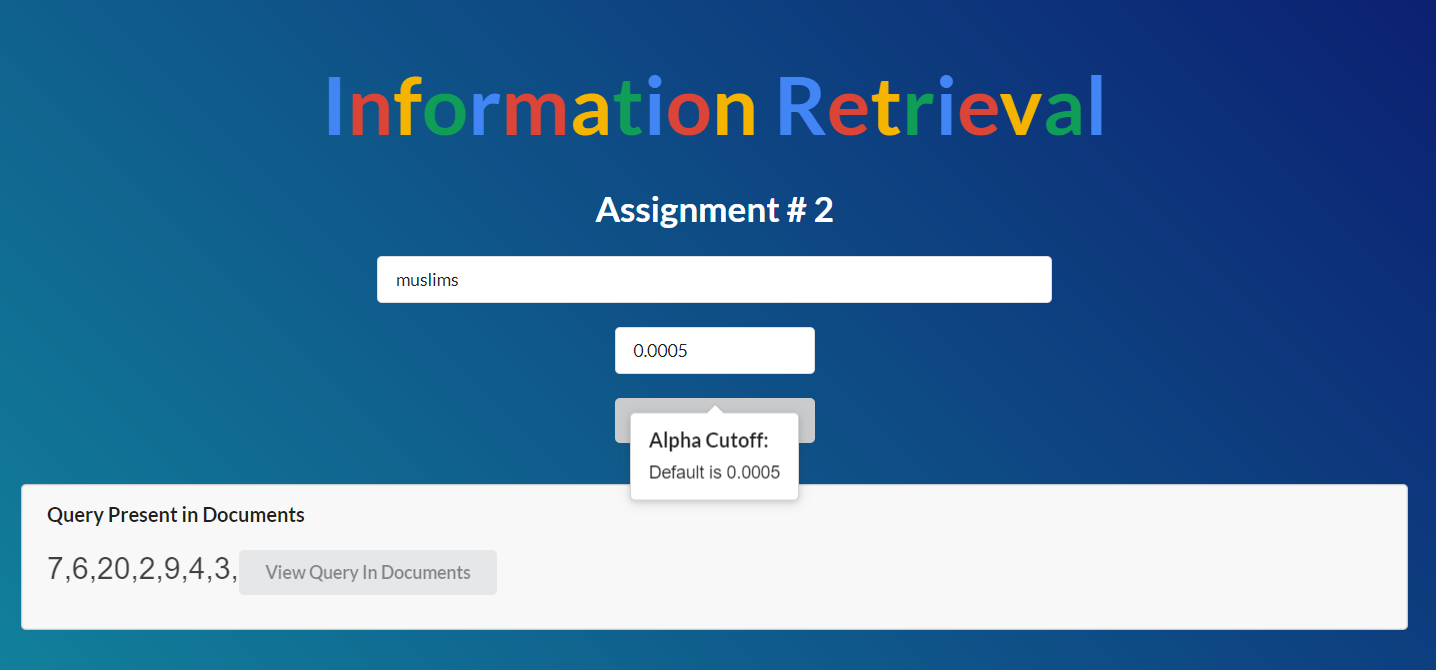 Information Retrieval
Assignment # 2
muslims
0.0005
Alpha Cutoff:
Default is 0.0005
Query Present in Documents
7,6,20,2,9,4,3, View Query In Documents